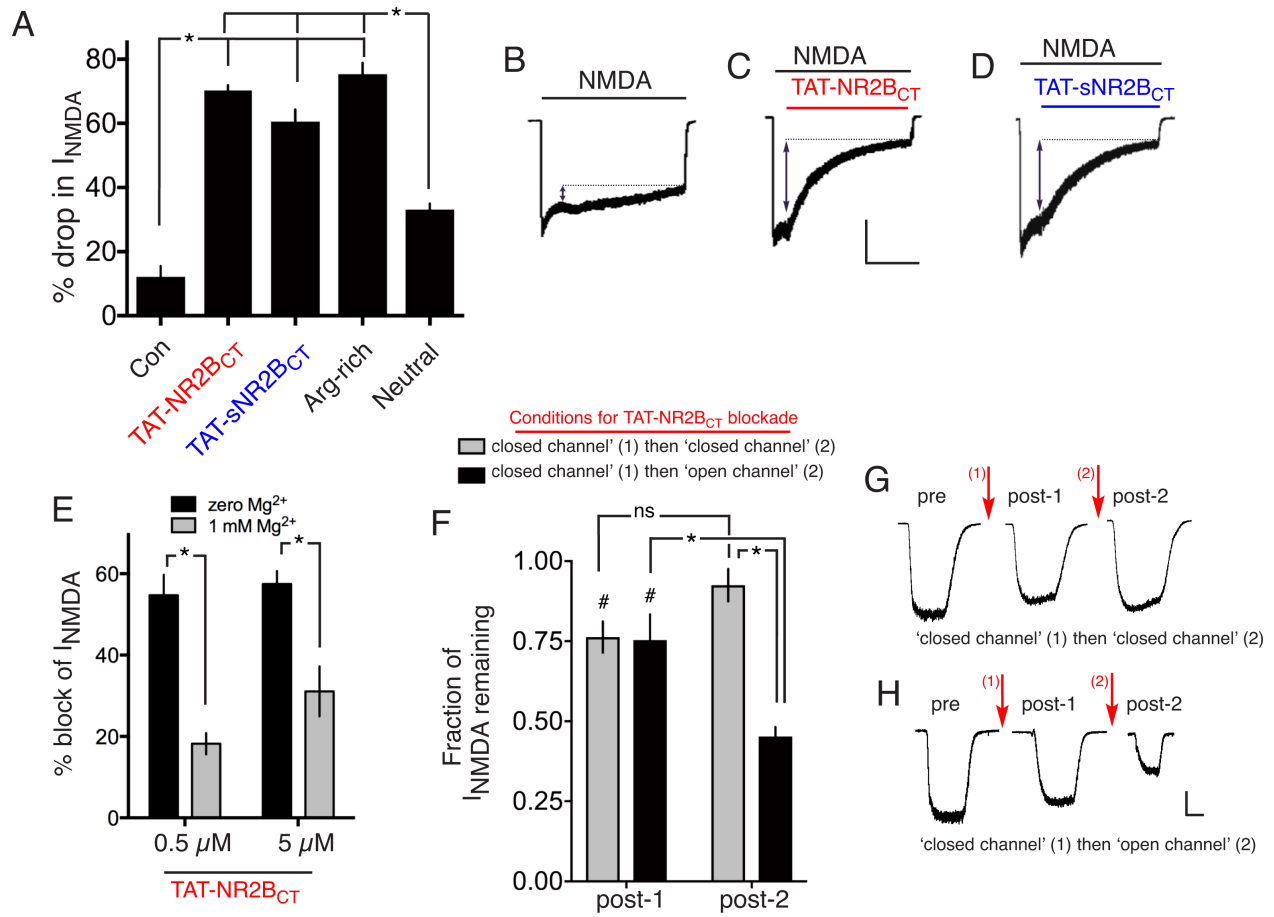 A
% drop in INMDA
80
60
40
20
0
*
*
Con
TAT-NR2BCT
TAT-sNR2BCT
Arg-rich
Neutral
B
NMDA
C
NMDA
TAT-NR2BCT
D
NMDA
TAT-sNR2BCT
E
zero Mg2+
1 mM Mg2+
% block of INMDA
60
40
20
0
*
*
0.5 µM
5 µM
TAT-NR2BCT
Conditions for TAT-NR2BCT blockade
closed channel' (1) then 'closed channel' (2)
closed channel' (1) then 'open channel' (2)
F
Fraction of
INMDA remaining
1.00
0.75
0.50
0.25
0.00
ns
*
*
#
#
post-1
post-2
G
pre
(1)
post-1
(2)
post-2
'closed channel' (1) then 'closed channel' (2)
H
pre
(1)
post-1
(2)
post-2
'closed channel' (1) then 'open channel' (2)